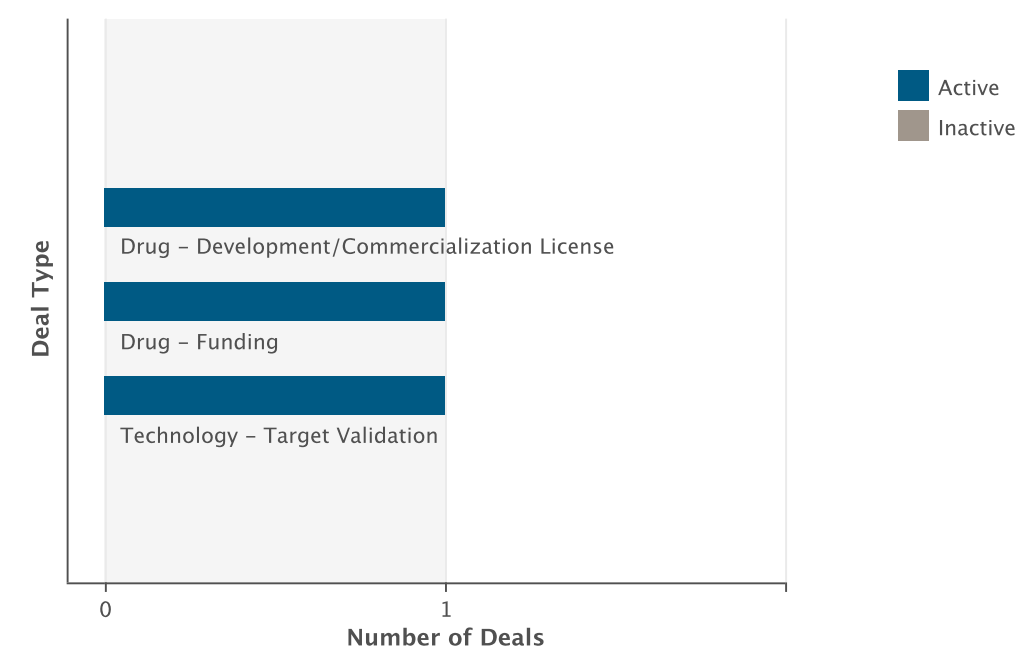 Active
Inactive
Drug – Development/Commercialization License
Drug – Funding
Technology – Target Validation
Deal Type
0 1
Number of Deals